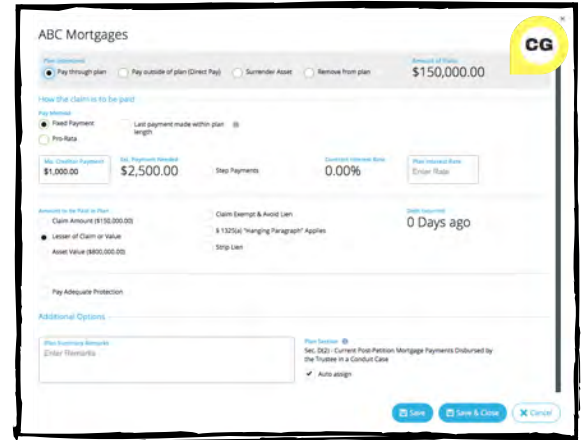 ABC Mortgages
CG
Plan Treatment
Pay through plan
Pay outside of plan (Direct Pay)
Surrender Asset
Remove from plan
Amount of Claim
$150,000.00
How the claim is to be paid
Pay Method
Fixed Payment
Pro-Rata
Last payment made within plan length
Mo. Creditor Payment
$1,000.00
Est. Payment Needed
$2,500.00
Step Payments
Contract Interest Rate
0.00%
Plan Interest Rate
Enter Rate
Amount to be Paid in Plan
Claim Amount ($150,000.00)
Lesser of Claim or Value
Asset Value ($800,000.00)
Claim Exempt & Avoid Lien
§ 1325(a) "Hanging Paragraph" Applies
Strip Lien
Debt Incurred
0 Days ago
Pay Adequate Protection
Additional Options
Plan Summary Remarks
Enter Remarks
Plan Section
Sec. D(2) - Current Post-Petition Mortgage Payments Disbursed by
the Trustee in a Conduit Case
Auto assign
Save
Save & Close
Cancel